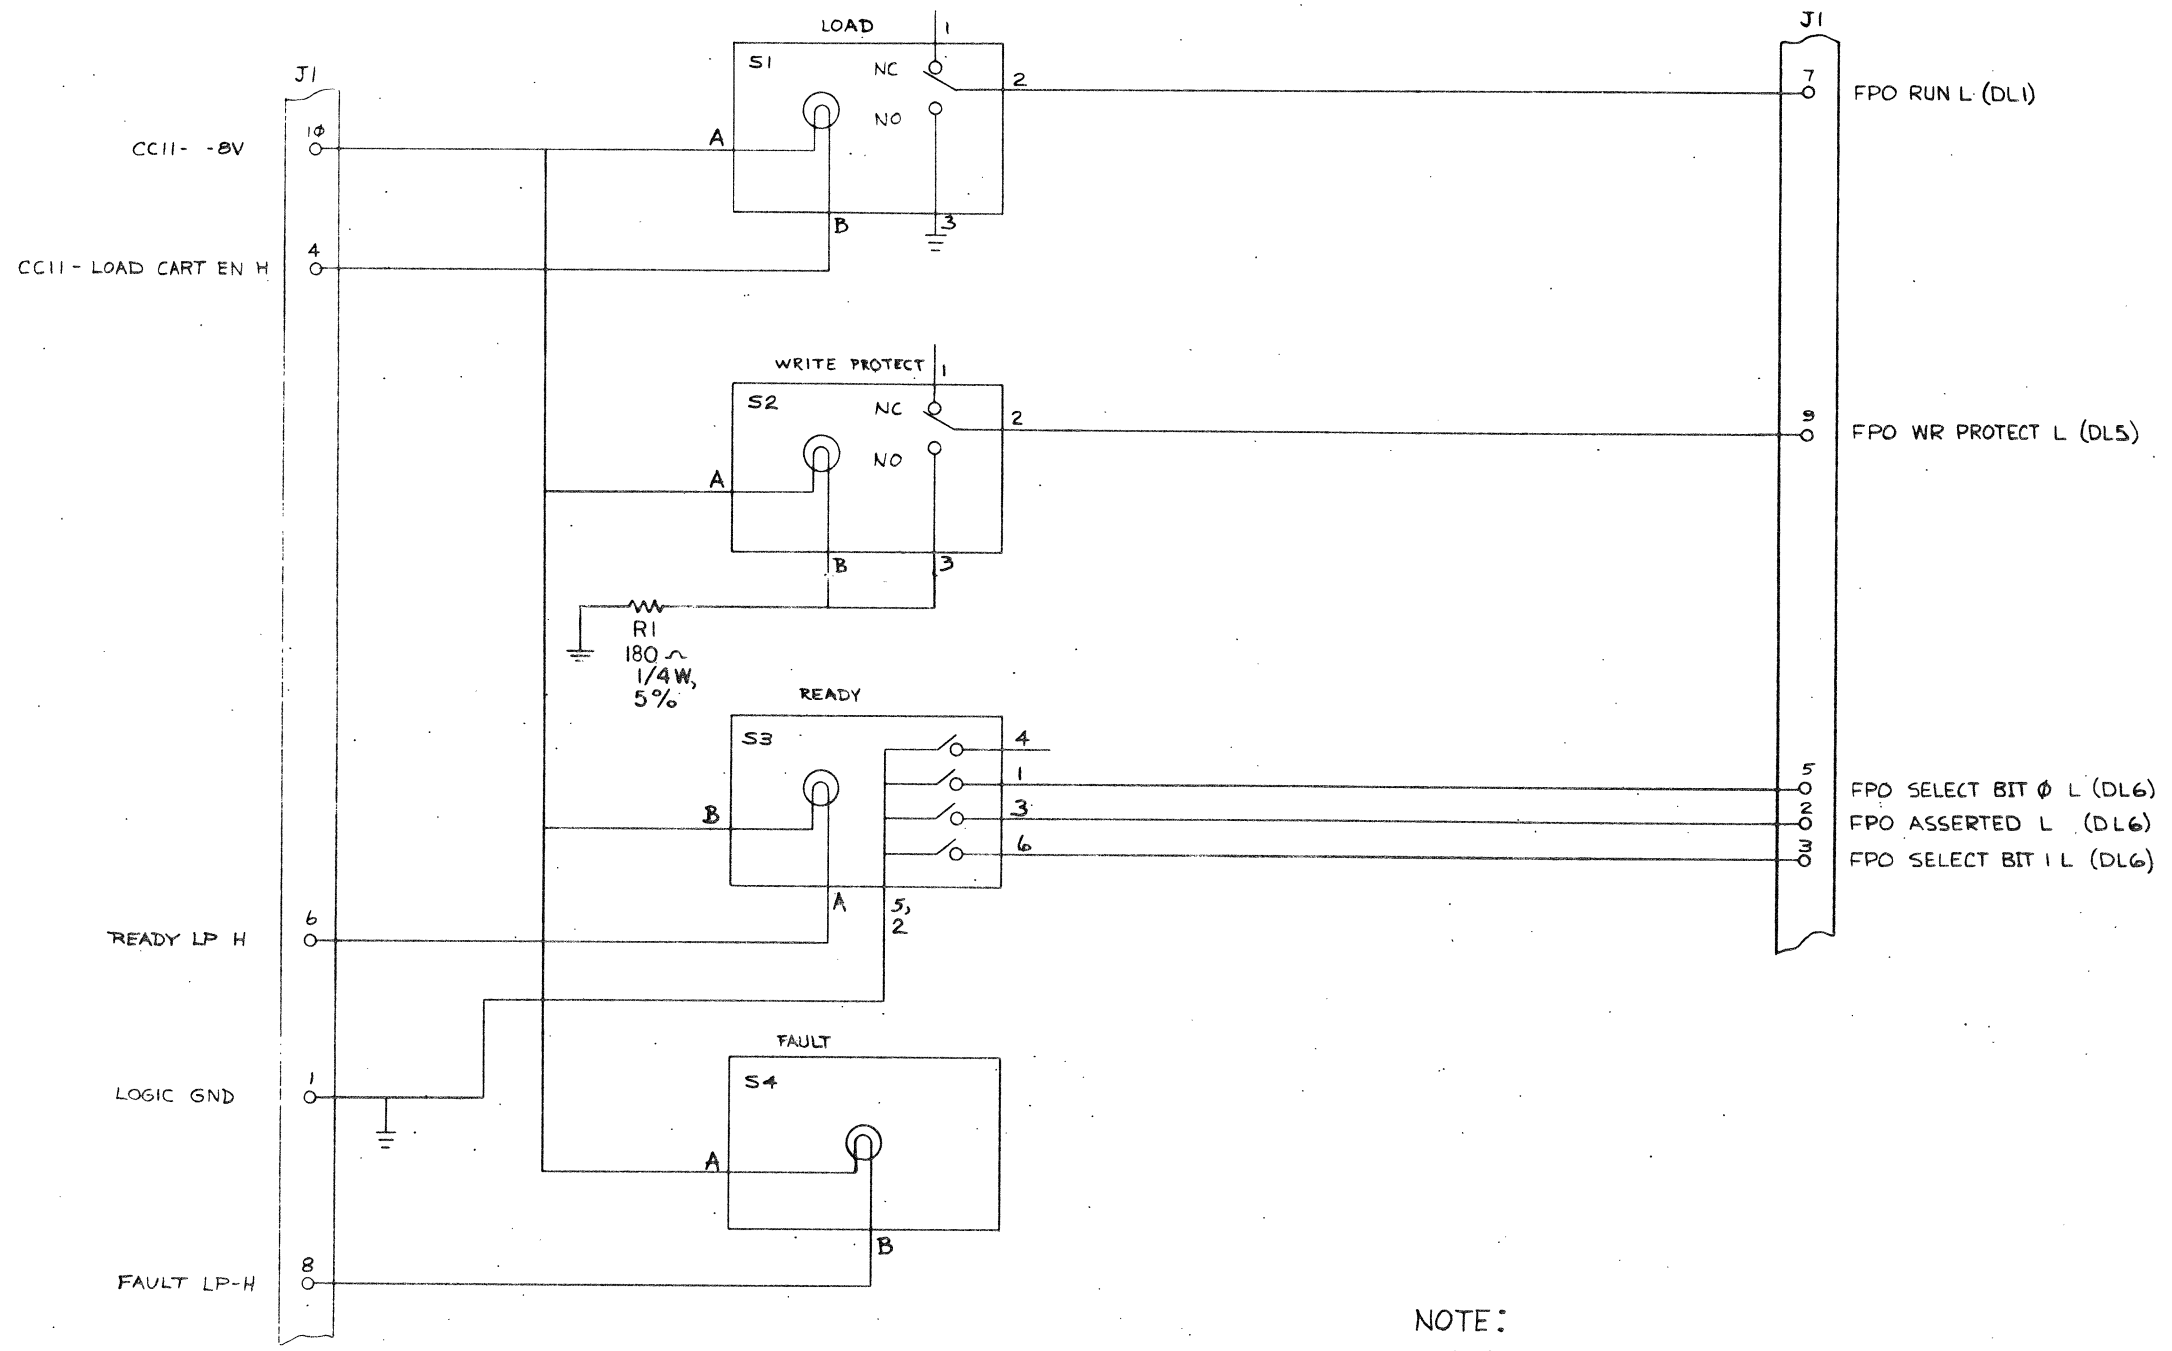 J1
10
CC11- -8V
4
CC11-LOAD CART EN H
6
READY LP H
1
LOGIC GND
8
FAULT LP-H
LOAD
1
S1
NC
2
NO
A
B
3
WRITE PROTECT
1
S2
NC
2
NO
A
B
3
R1
180 Ω
1/4W,
5%
READY
S3
4
1
3
6
B
A
5,
2
FAULT
S4
A
B
J1
7
FPO RUN L (DL1)
9
FPO WR PROTECT L (DL5)
5
FPO SELECT BIT Ø L (DL6)
2
FPO ASSERTED L (DL6)
3
FPO SELECT BIT 1 L (DL6)
NOTE: